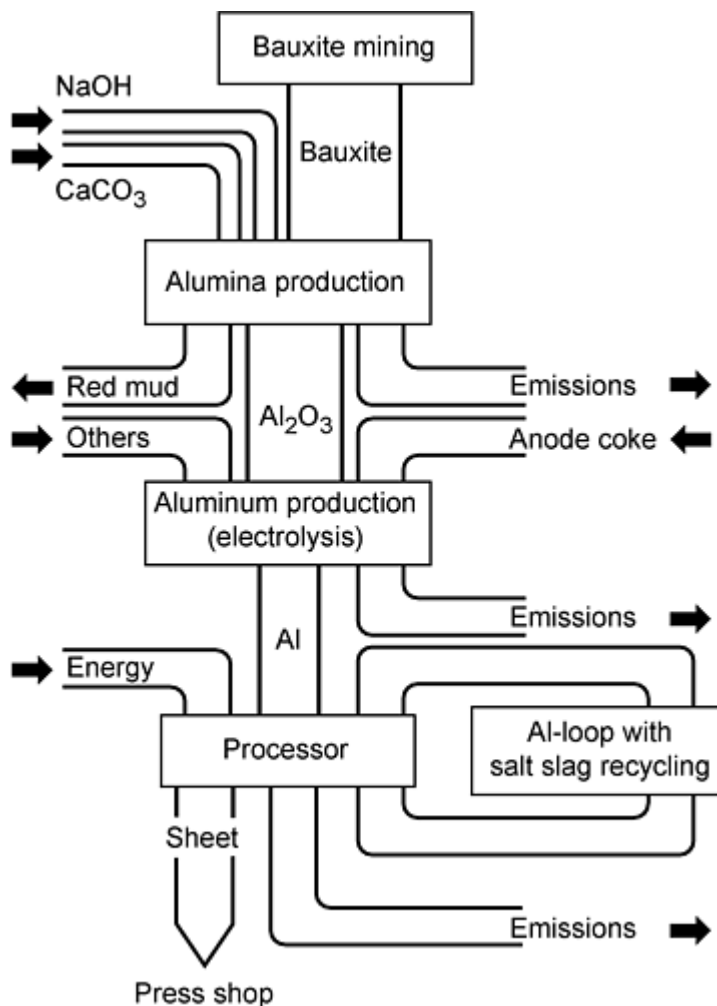 Bauxite mining
NaOH
Bauxite
CaCO3
Alumina production
Red mud
Emissions
Al2O3
Others
Anode coke
Aluminum production
(electrolysis)
Emissions
Al
Energy
Processor
Al-loop with
salt slag recycling
Sheet
Emissions
Press shop